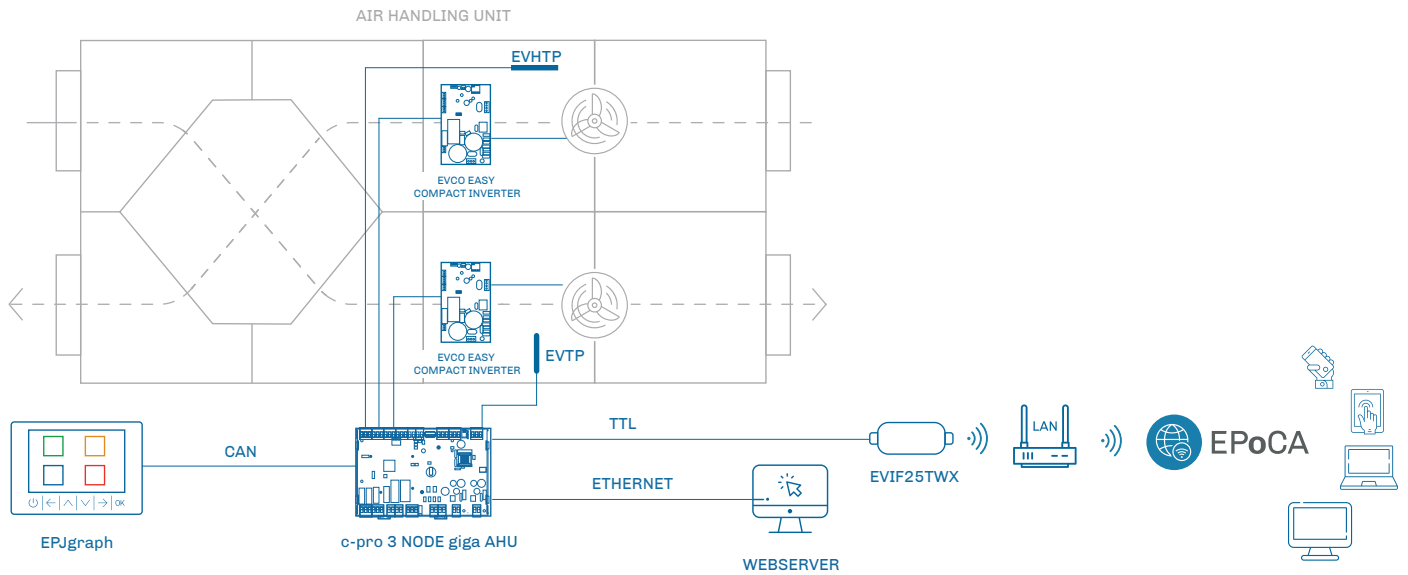 AIR HANDLING UNIT
EVHTP
EVCO EASY
COMPACT INVERTER
EVCO EASY
COMPACT INVERTER
EVTP
CAN
TTL
LAN
EPoCA
EVIF25TWX
ETHERNET
OK
EPJgraph
c-pro 3 NODE giga AHU
WEBSERVER